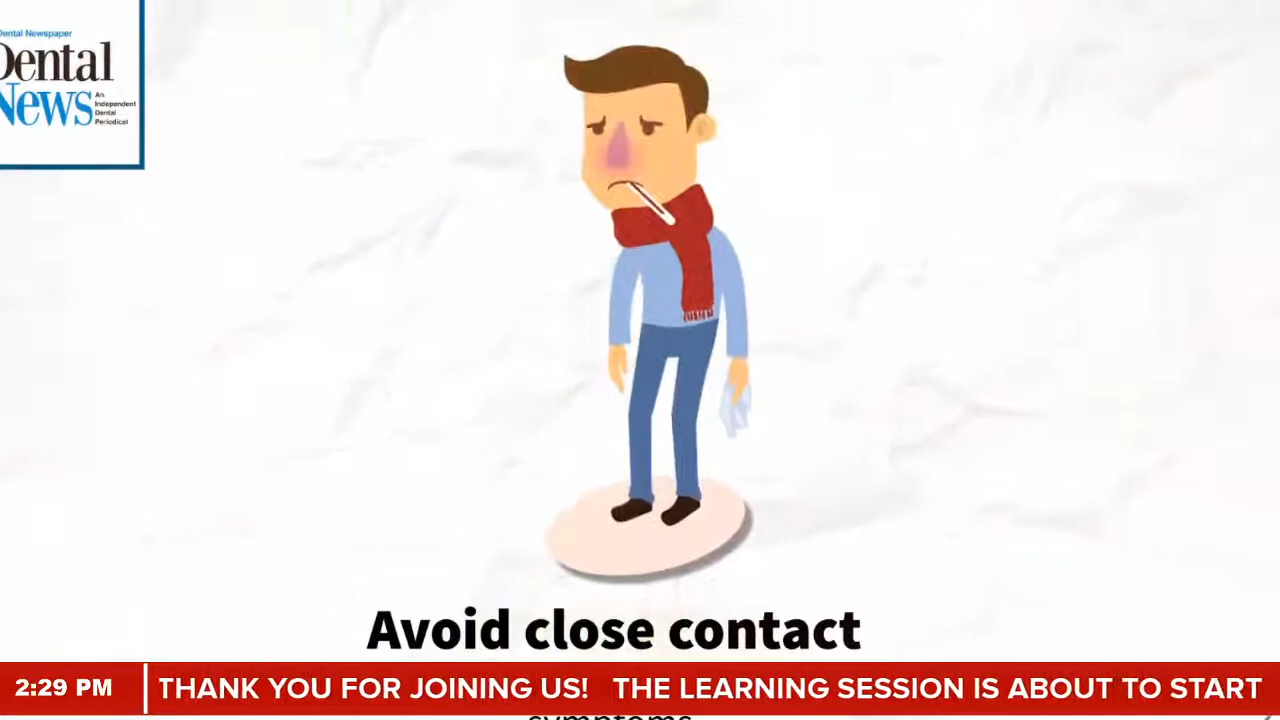 Dental Newspaper
Dental
News
An
Independent
Dental
Periodical
Avoid close contact
2:29 PM
THANK YOU FOR JOINING US! THE LEARNING SESSION IS ABOUT TO START
symptoms